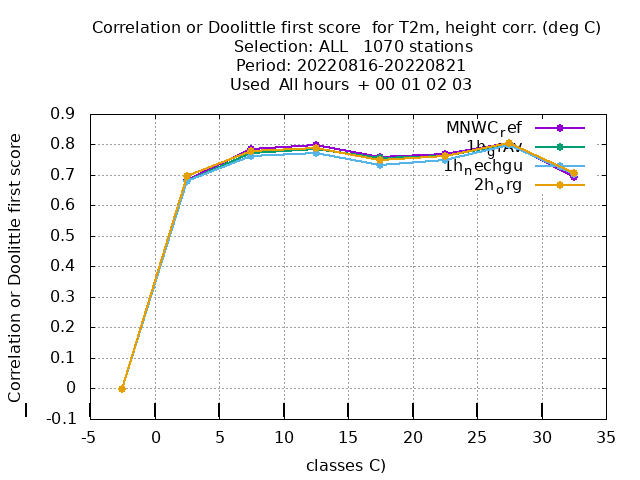 Correlation or Doolittle first score  for T2m, height corr. (deg C)
Selection: ALL   1070 stations
Period: 20220816-20220821
Used  All hours  + 00 01 02 03
Correlation or Doolittle first score
0.9
0.8
0.7
0.6
0.5
0.4
0.3
0.2
0.1
0
-0.1
MNWCref
1hnechgu
2horg
-5 0 5 10 15 20 25 30 35
classes C)